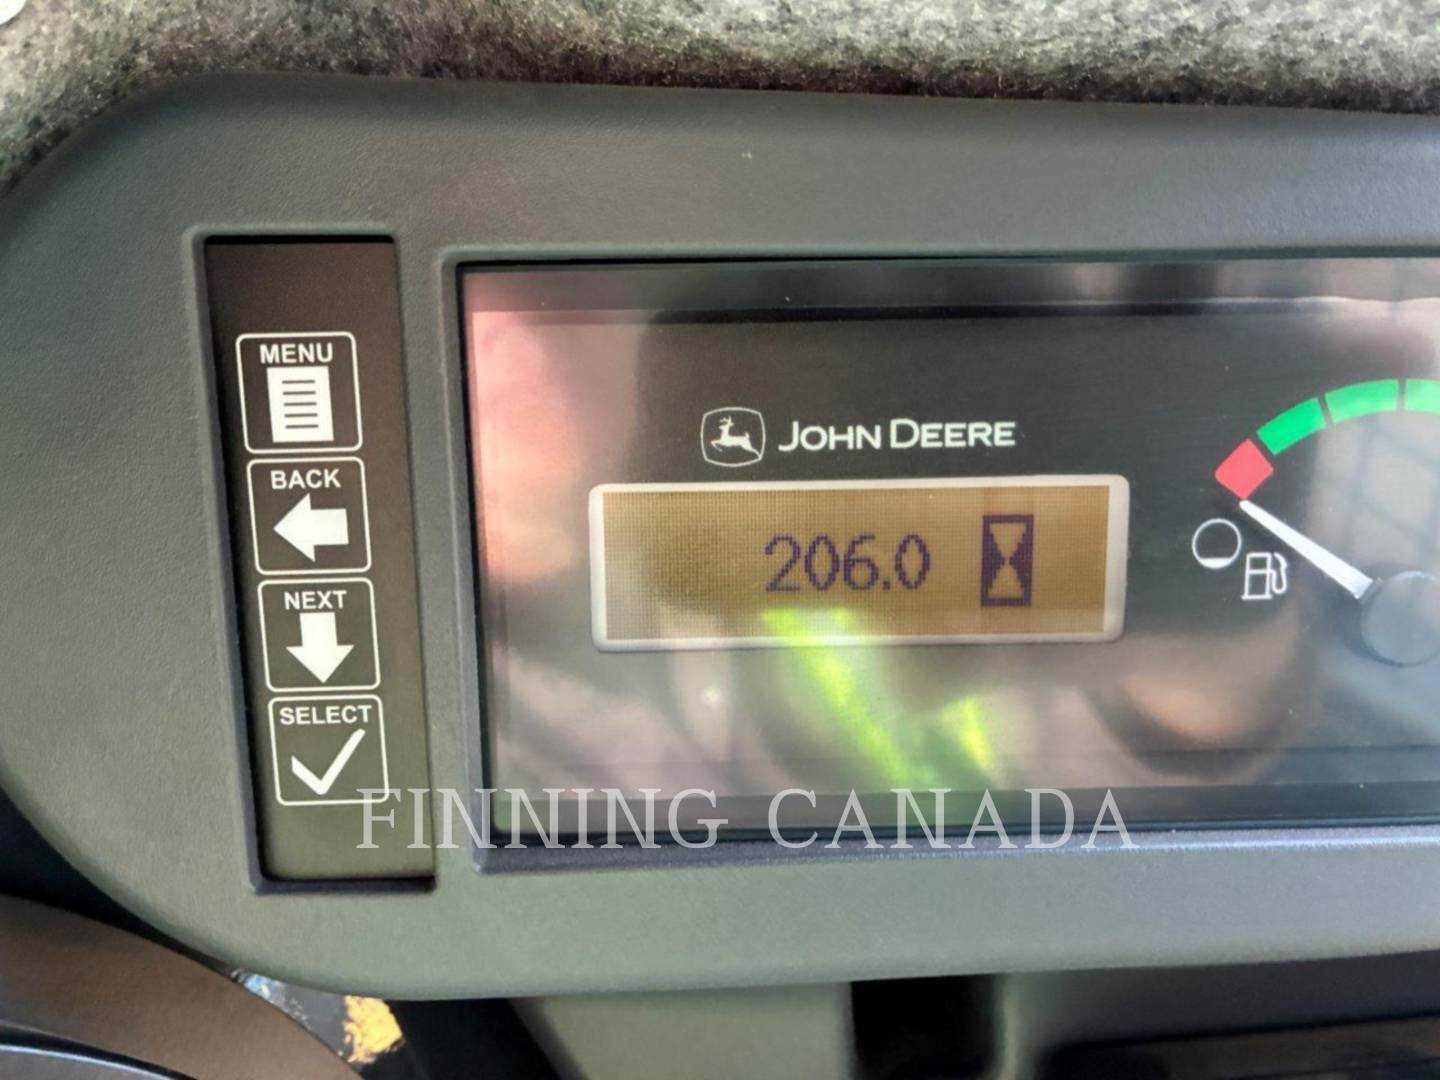 MENU
BACK
NEXT
SELECT
JOHN DEERE
206.0
FINNING CANADA